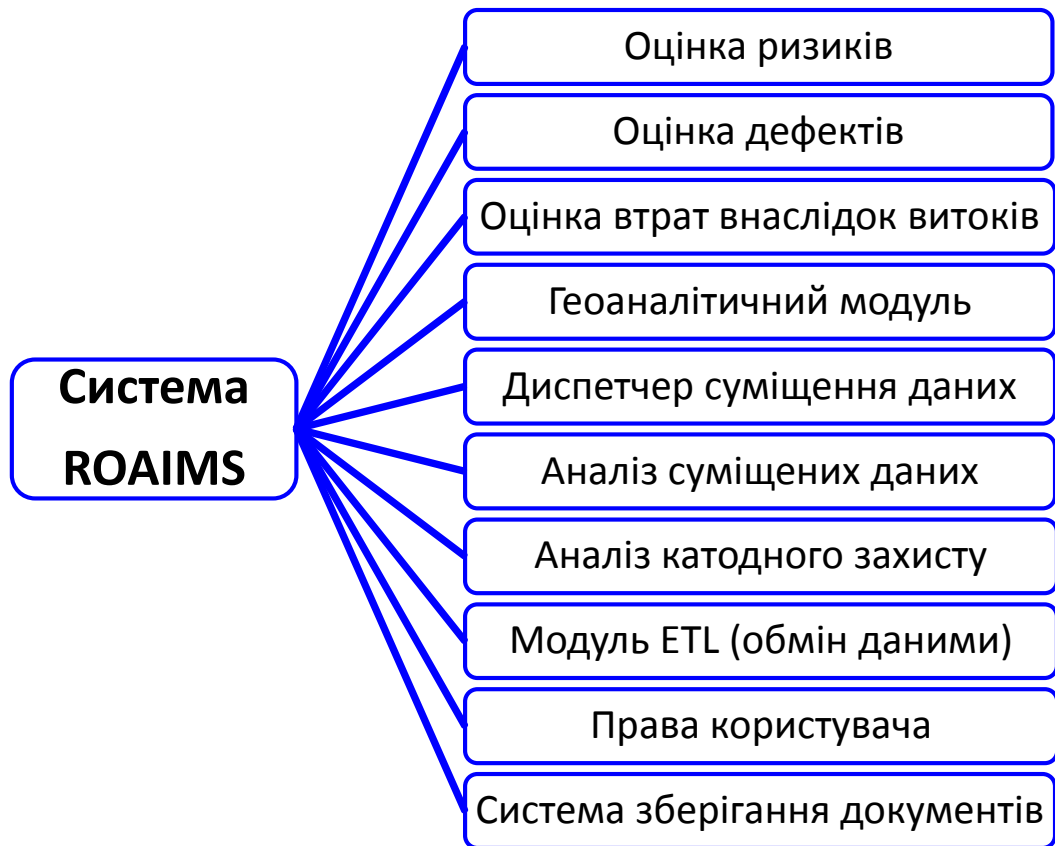 Оцінка ризиків
Оцінка дефектів
Оцінка втрат внаслідок витоків
Геоаналітичний модуль
Диспетчер суміщення даних
Система
ROAIMS
Аналіз суміщених даних
Аналіз катодного захисту
Модуль ETL (обмін даними)
Права користувача
Система зберігання документів